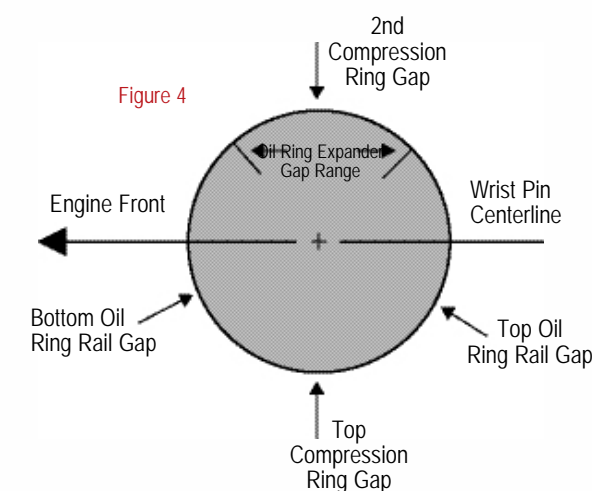 2nd
Compression
Ring Gap
Figure 4
Oil Ring Expander
Gap Range
Engine Front
Wrist Pin
Centerline
Bottom Oil
Ring Rail Gap
Top Oil
Ring Rail Gap
Top
Compression
Ring Gap